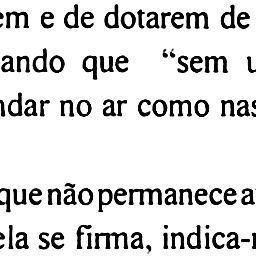 em e de dotarem de
ando que “sem
ndar no ar como nas
que não permanece a
ela se firma, indica-